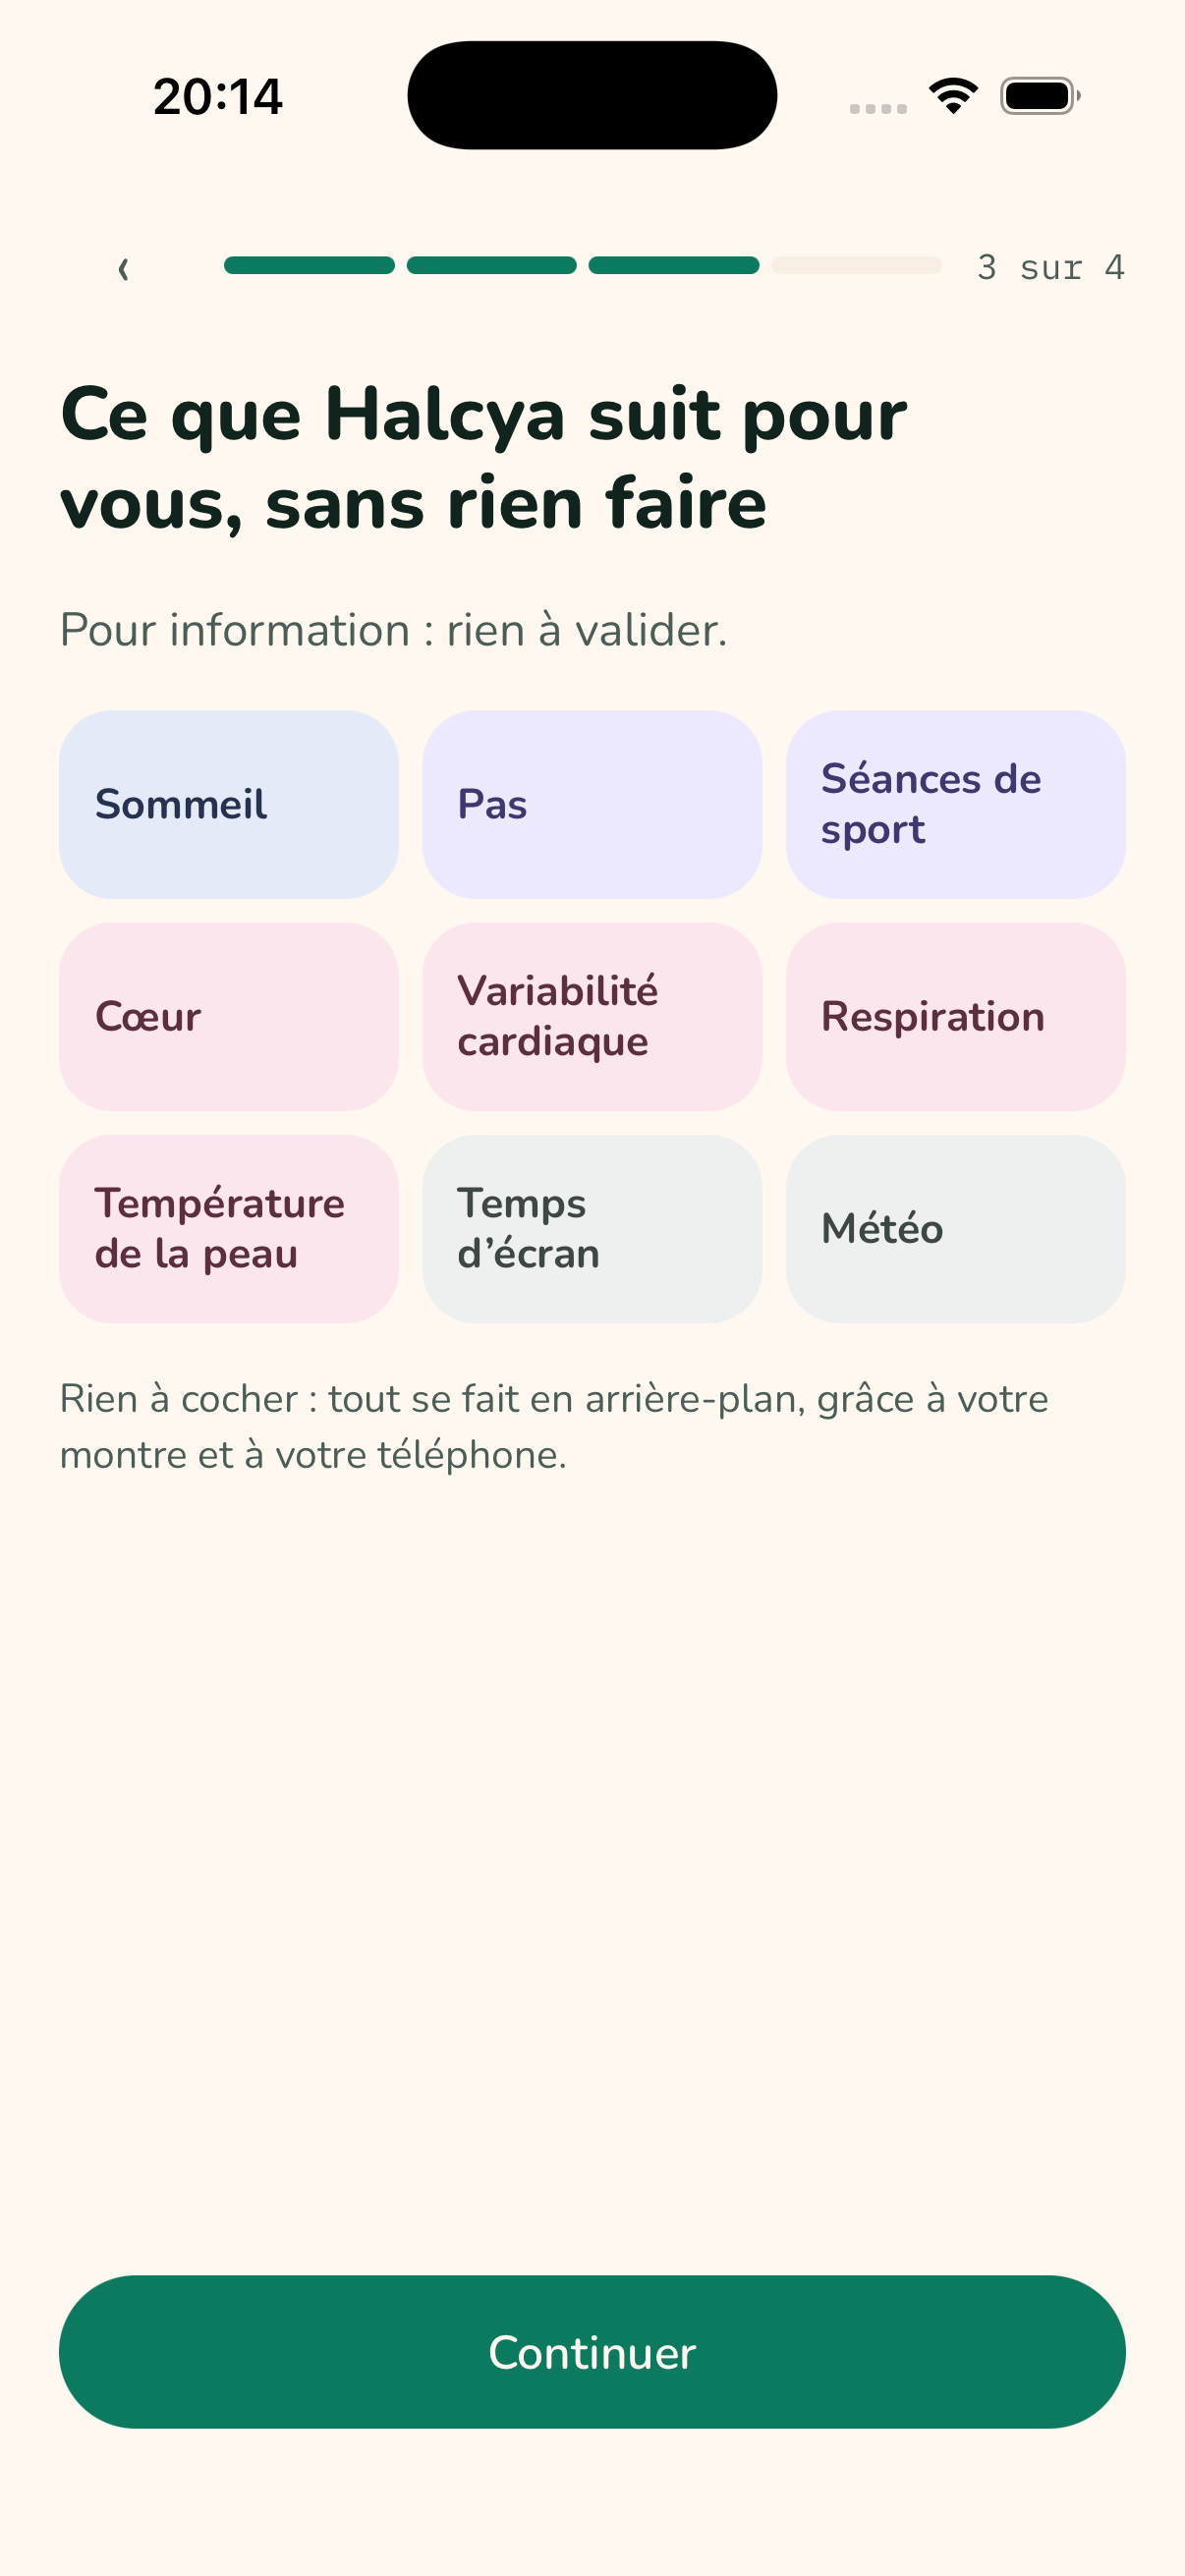 20:14
‹
3 sur 4
Ce que Halcya suit pour
vous, sans rien faire
Pour information : rien à valider.
Sommeil
Pas
Séances de
sport
Cœur
Variabilité
cardiaque
Respiration
Température
de la peau
Temps
d’écran
Météo
Rien à cocher : tout se fait en arrière-plan, grâce à votre
montre et à votre téléphone.
Continuer